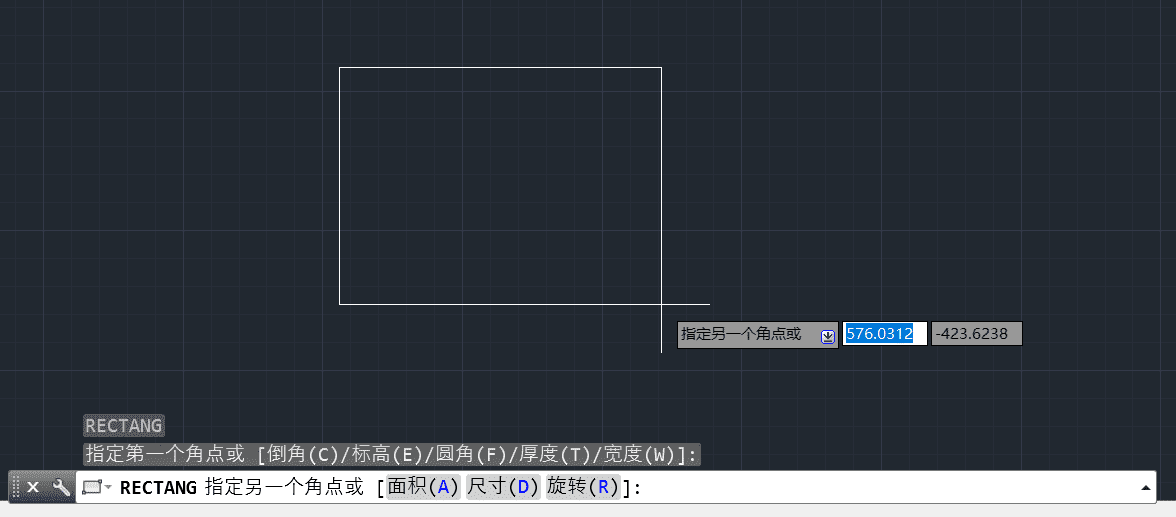 指定另一个角点或 576.0312 -423.6238
RECTANG
指定第一个角点或 [倒角(C)/标高(E)/圆角(F)/厚度(T)/宽度(W)]:
RECTANG 指定另一个角点或 [面积(A) 尺寸(D) 旋转(R)]: